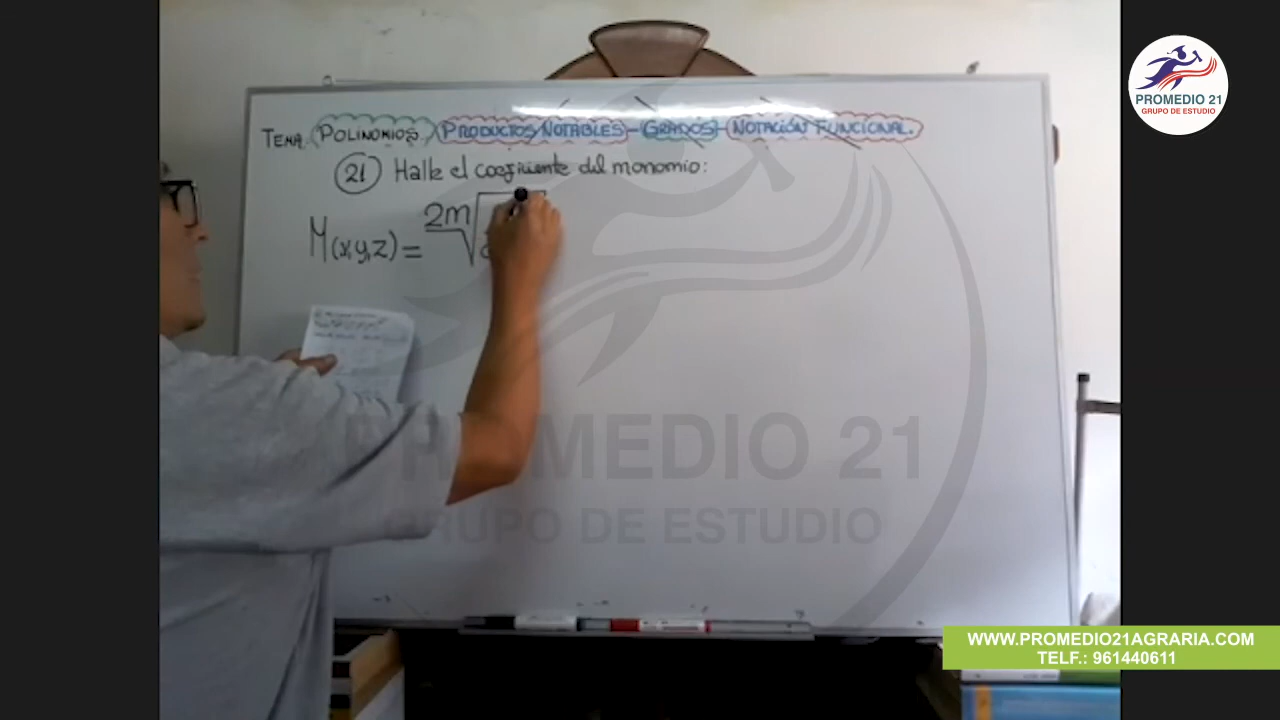 PROMEDIO 21
GRUPO DE ESTUDIO
TEMA: POLINOMIOS, PRODUCTOS NOTABLES - GRADOS - NOTACIÓN FUNCIONAL.
21 Halle el coeficiente del monomio:
M(x,y,z) = 2m√
PROMEDIO 21
GRUPO DE ESTUDIO
WWW.PROMEDIO21AGRARIA.COM
TELF.: 961440611